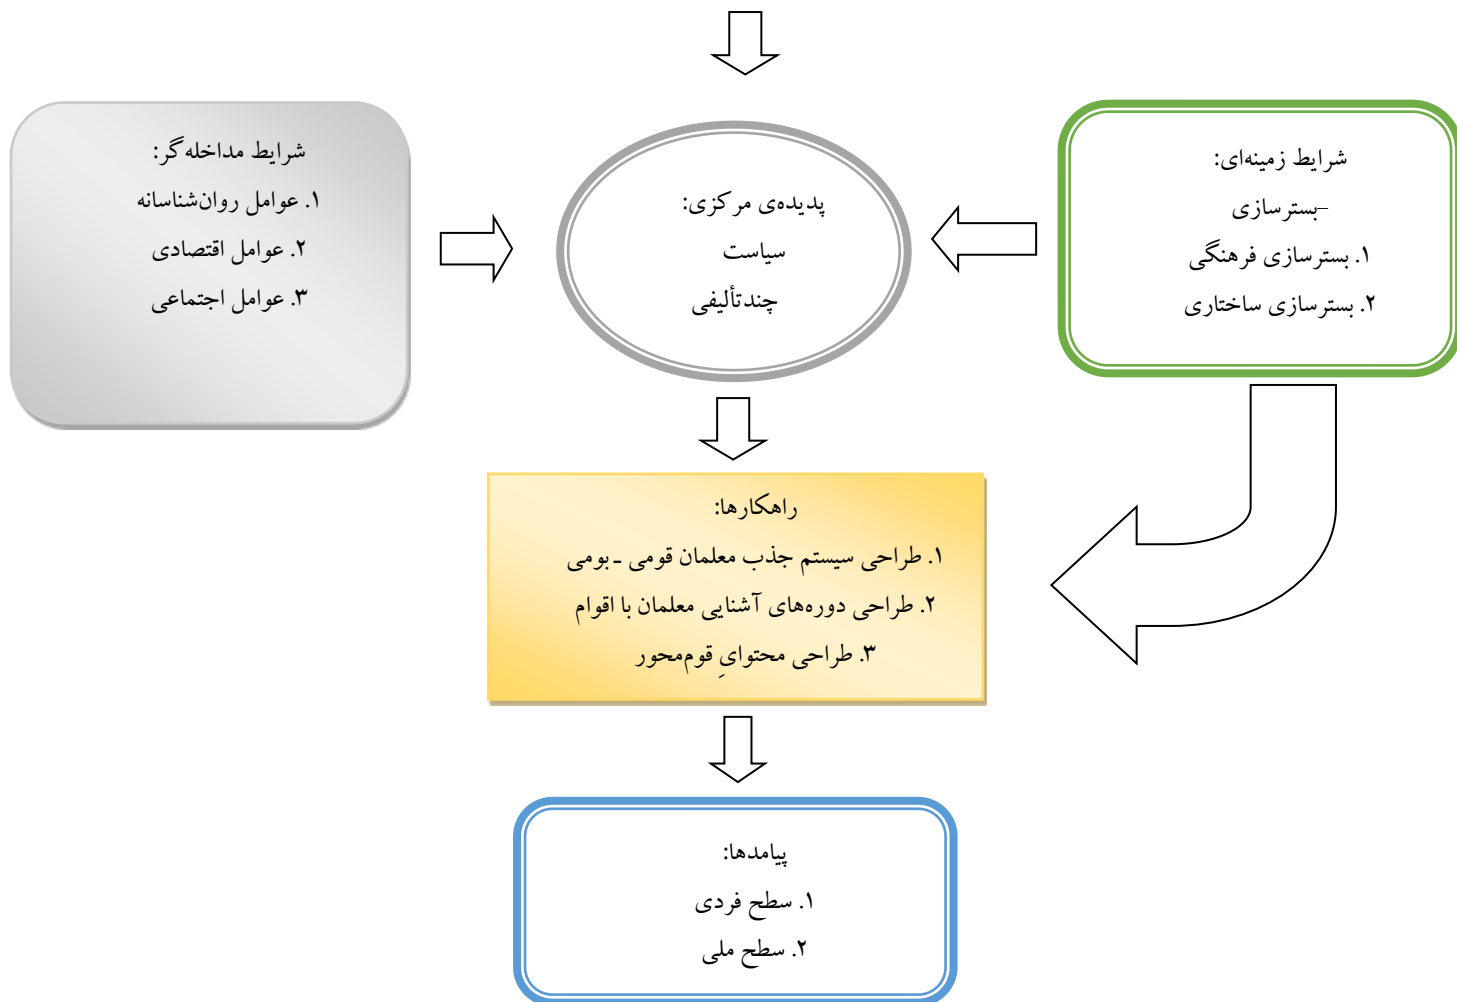 شرایط زمینه‌ای:
–بسترسازی
۱. بسترسازی فرهنگی
۲. بسترسازی ساختاری
پدیده‌ی مرکزی:
سیاست
چندتألیفی
شرایط مداخله‌گر:
۱. عوامل روان‌شناسانه
۲. عوامل اقتصادی
۳. عوامل اجتماعی
راهکارها:
۱. طراحی سیستم جذب معلمان قومی ـ بومی
۲. طراحی دوره‌های آشنایی معلمان با اقوام
۳. طراحی محتوایِ قوم‌محور
پیامدها:
۱. سطح فردی
۲. سطح ملی